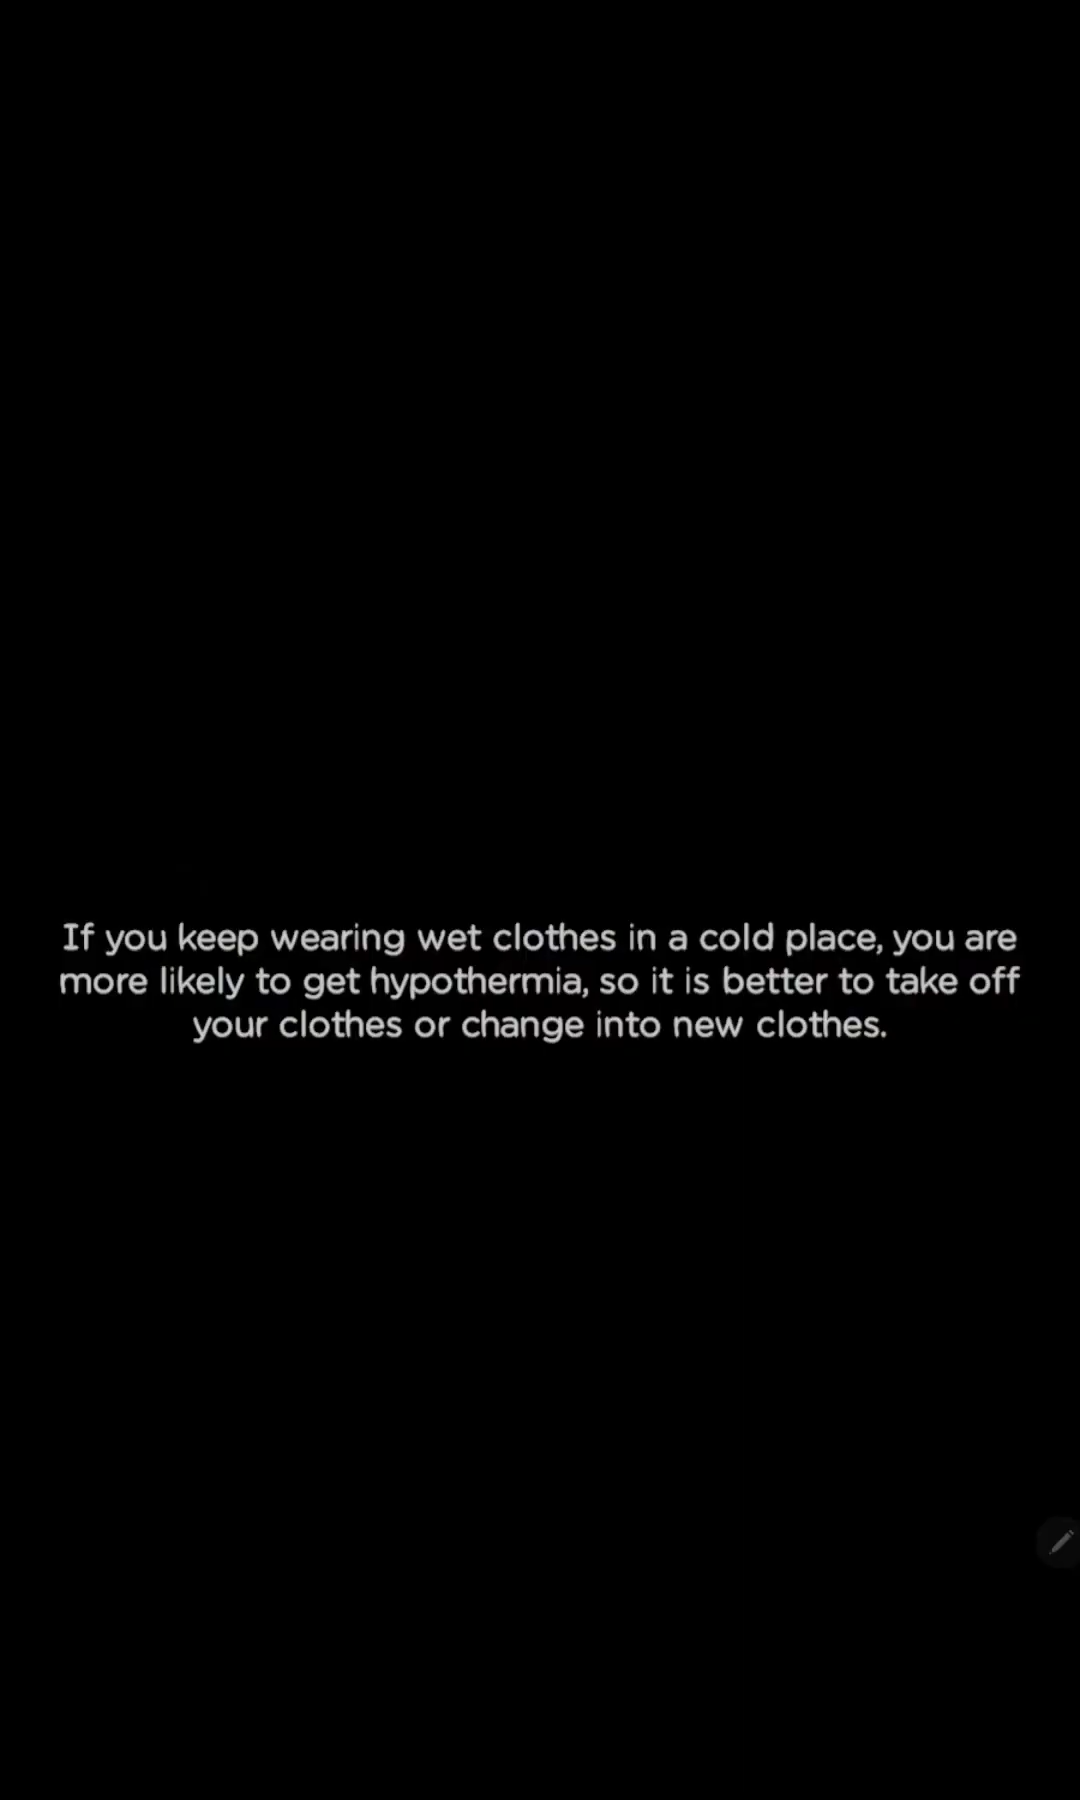 If you keep wearing wet clothes in a cold place, you are
more likely to get hypothermia, so it is better to take off
your clothes or change into new clothes.